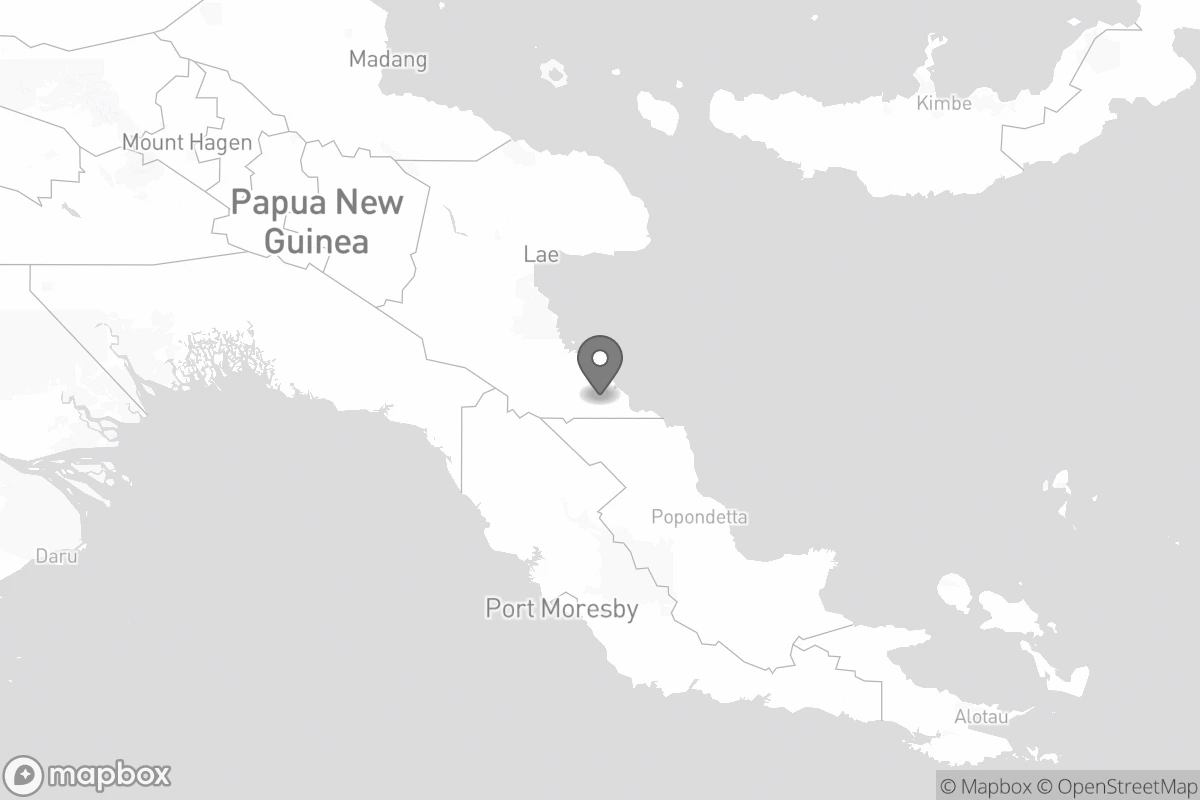 Madang
Kimbe
Mount Hagen
Papua New
Guinea
Lae
Popondetta
Daru
Port Moresby
Alotau
mapbox
© Mapbox © OpenStreetMap